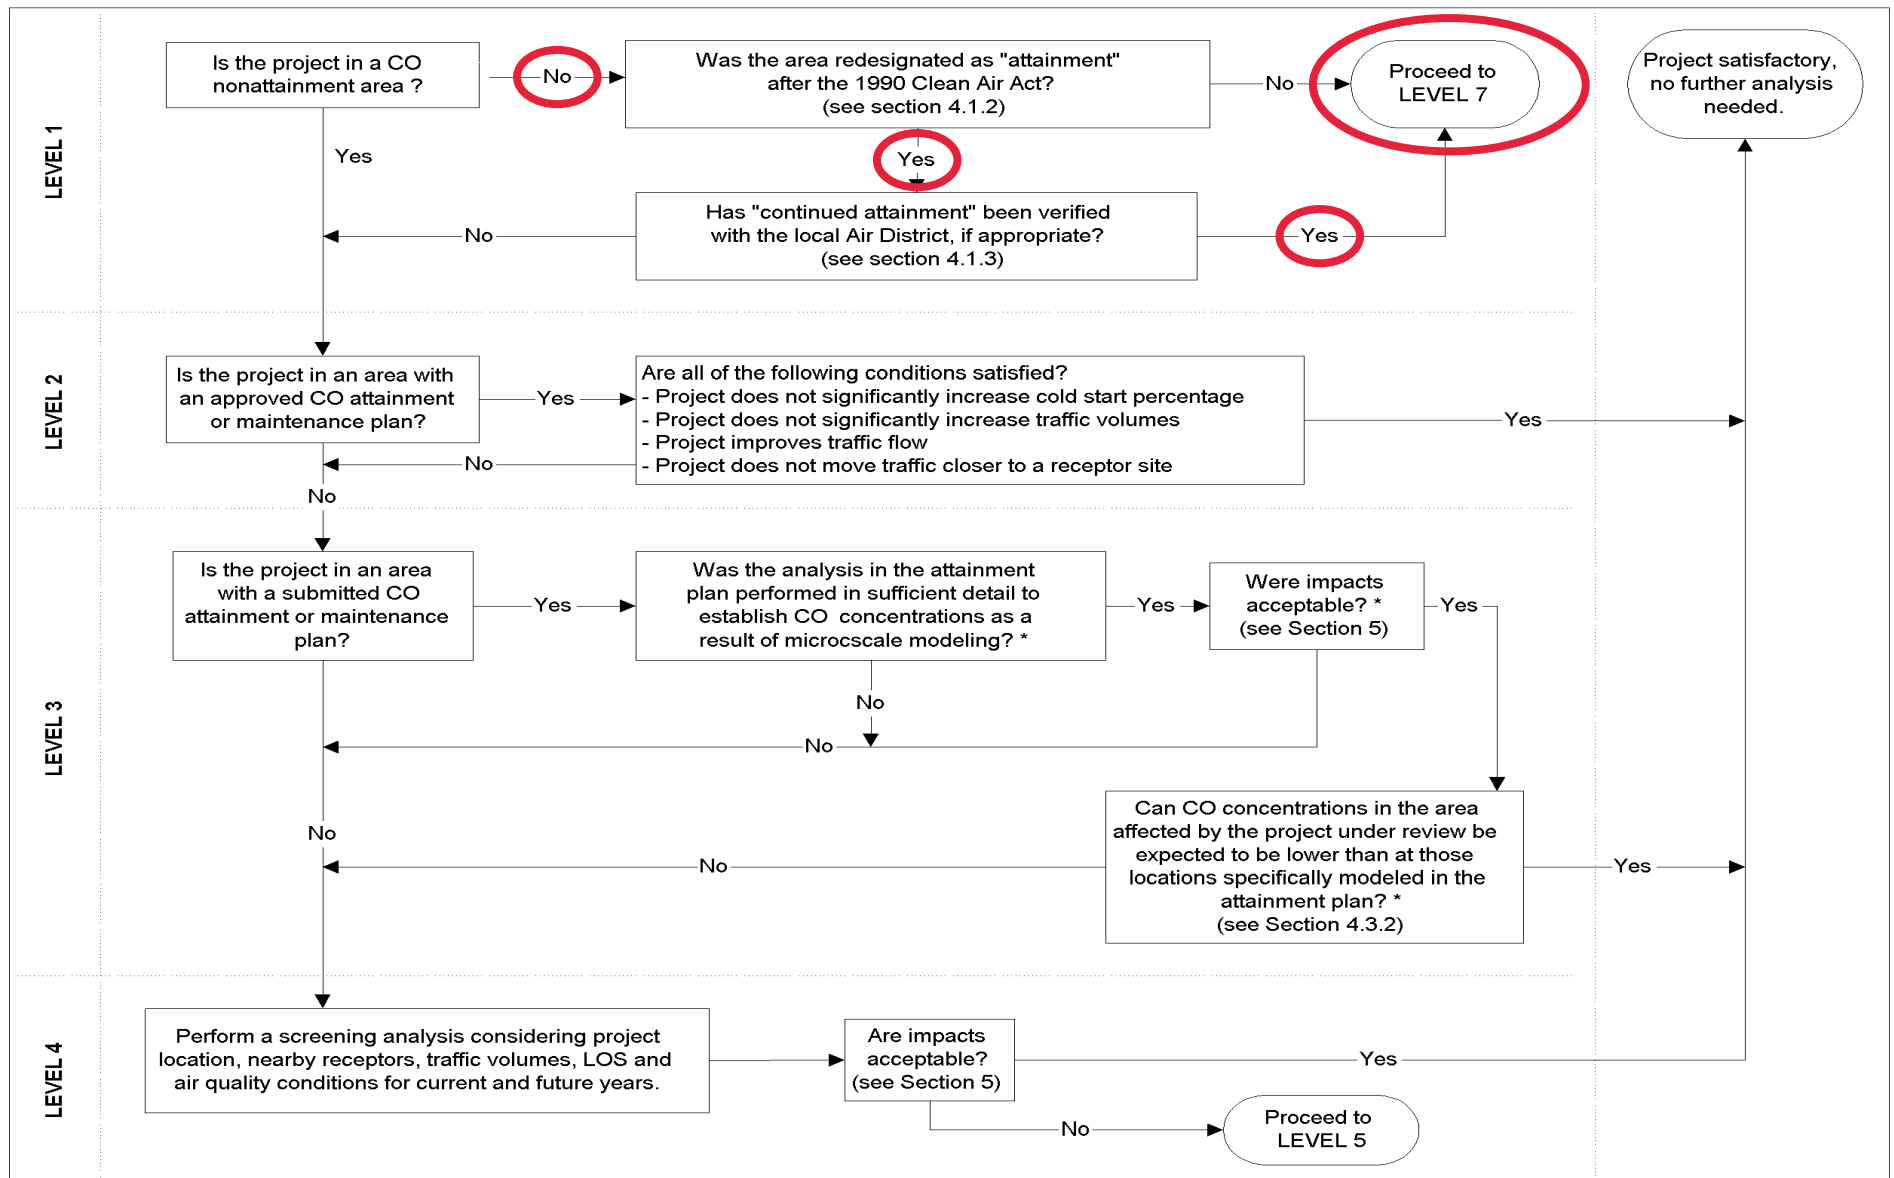 LEVEL 1
Is the project in a CO
nonattainment area ?
No
Was the area redesignated as "attainment"
after the 1990 Clean Air Act?
(see section 4.1.2)
No
Proceed to
LEVEL 7
Project satisfactory,
no further analysis
needed.
Yes
Yes
Has "continued attainment" been verified
with the local Air District, if appropriate?
(see section 4.1.3)
No
Yes
LEVEL 2
Is the project in an area with
an approved CO attainment
or maintenance plan?
Yes
Are all of the following conditions satisfied?
- Project does not significantly increase cold start percentage
- Project does not significantly increase traffic volumes
- Project improves traffic flow
- Project does not move traffic closer to a receptor site
Yes
No
No
LEVEL 3
Is the project in an area
with a submitted CO
attainment or maintenance
plan?
Yes
Was the analysis in the attainment
plan performed in sufficient detail to
establish CO concentrations as a
result of microcscale modeling? *
Yes
Were impacts
acceptable? *
(see Section 5)
Yes
No
No
No
Can CO concentrations in the area
affected by the project under review be
expected to be lower than at those
locations specifically modeled in the
attainment plan? *
(see Section 4.3.2)
No
Yes
LEVEL 4
Perform a screening analysis considering project
location, nearby receptors, traffic volumes, LOS and
air quality conditions for current and future years.
Are impacts
acceptable?
(see Section 5)
Yes
No
Proceed to
LEVEL 5